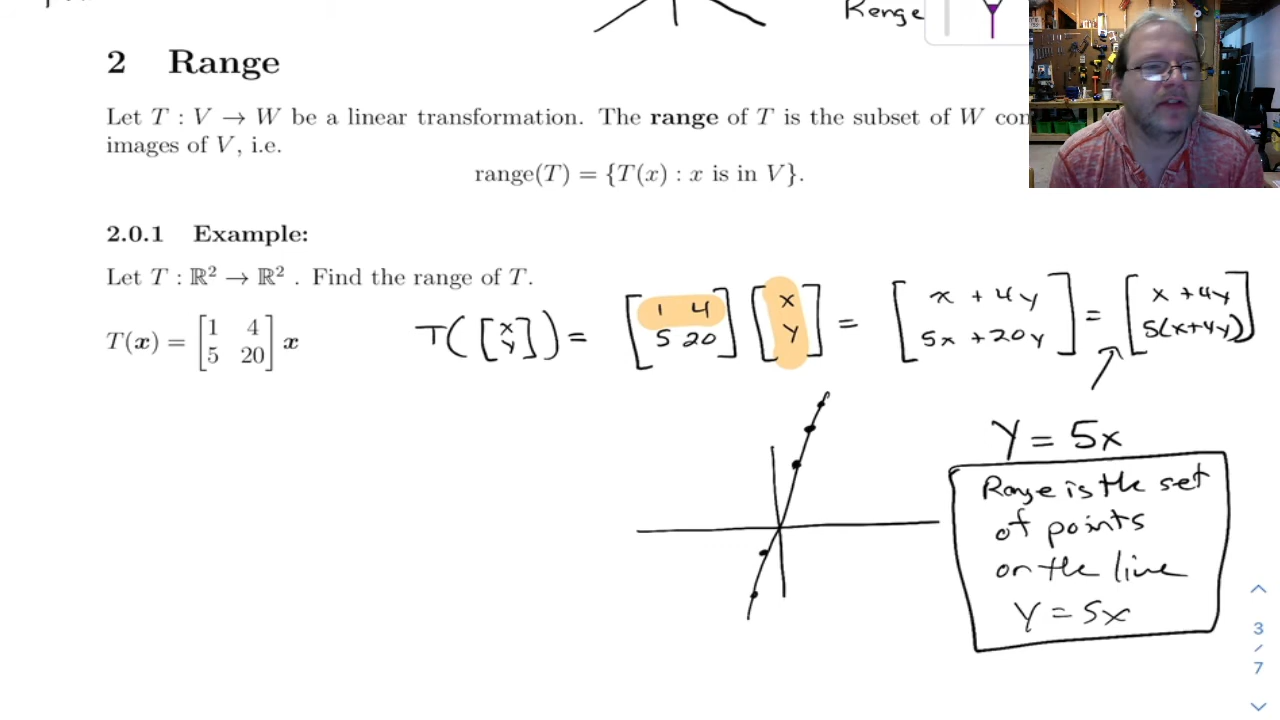 Range
2 Range
Let T : V → W be a linear transformation. The range of T is the subset of W con
images of V, i.e.
range(T) = {T(x) : x is in V}.
2.0.1 Example:
Let T : ℝ² → ℝ² . Find the range of T.
T(x) = [1 4; 5 20] x
T([x; y]) = [1 4; 5 20] [x; y] = [x + 4y; 5x + 20y] = [x + 4y; 5(x+4y)]
y = 5x
Range is the set
of points
on the line
y = 5x
3
/
7